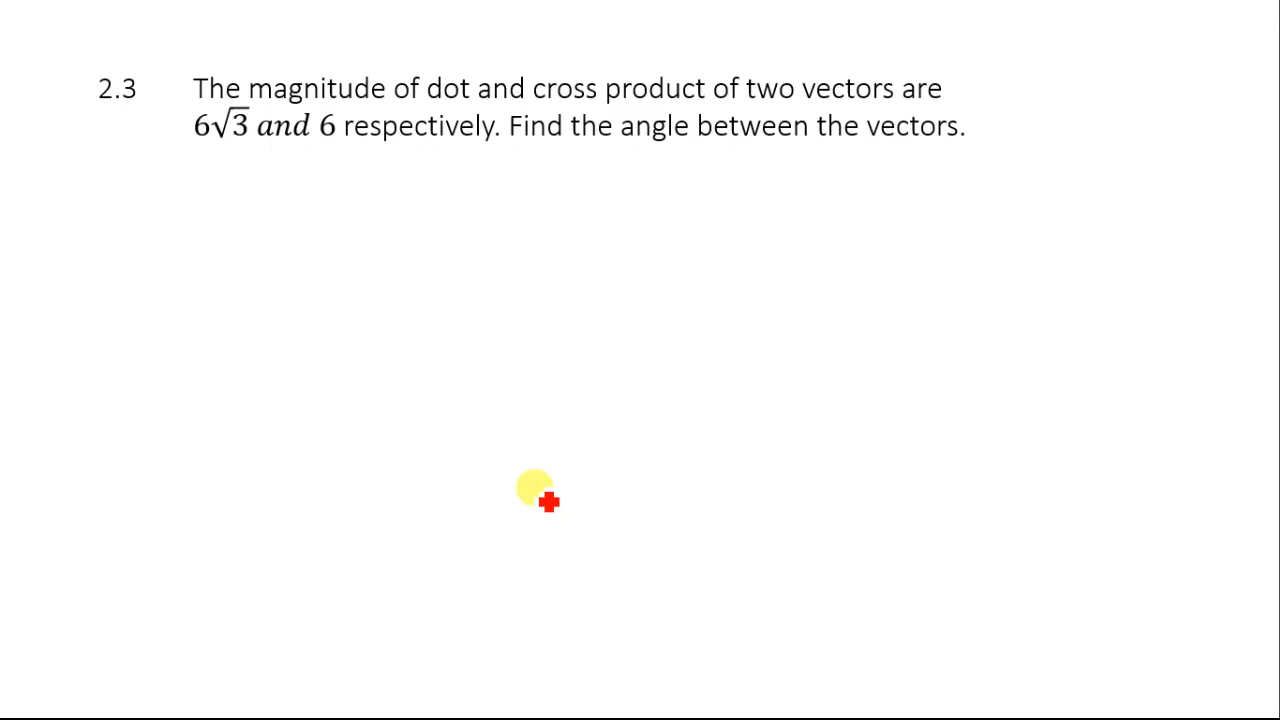 2.3 The magnitude of dot and cross product of two vectors are
6√3 and 6 respectively. Find the angle between the vectors.